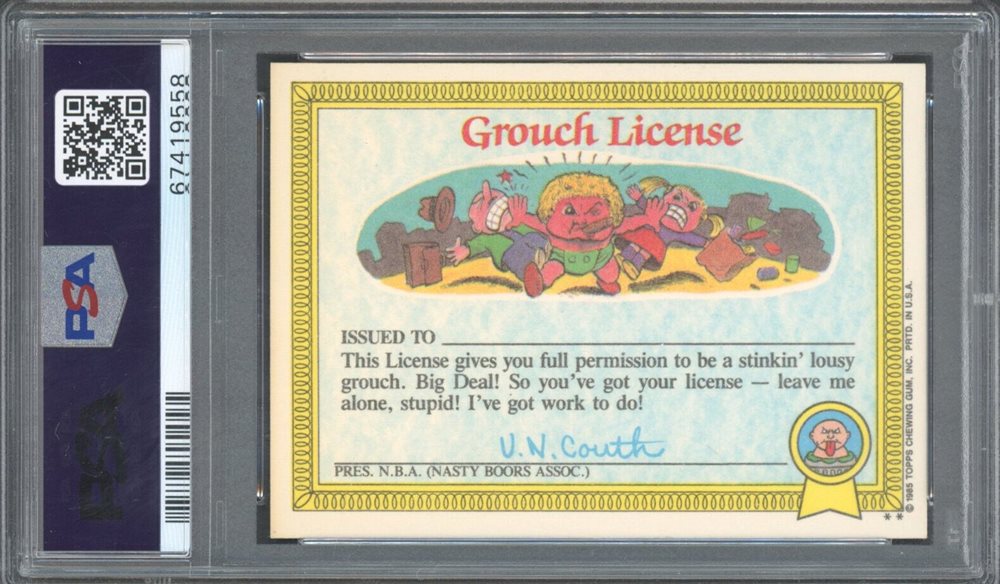 67419558
PSA
PSA
Grouch License
ISSUED TO
This License gives you full permission to be a stinkin' lousy
grouch. Big Deal! So you've got your license — leave me
alone, stupid! I've got work to do!
V.N. Couth
PRES. N.B.A. (NASTY BOORS ASSOC.)
** © 1985 TOPPS CHEWING GUM, INC. PRTD. IN U.S.A.